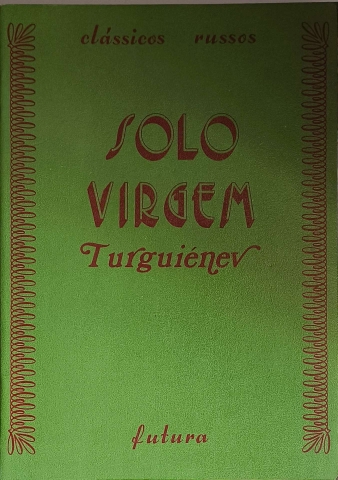 clássicos russos
SOLO
VIRGEM
Turguiénev
futura